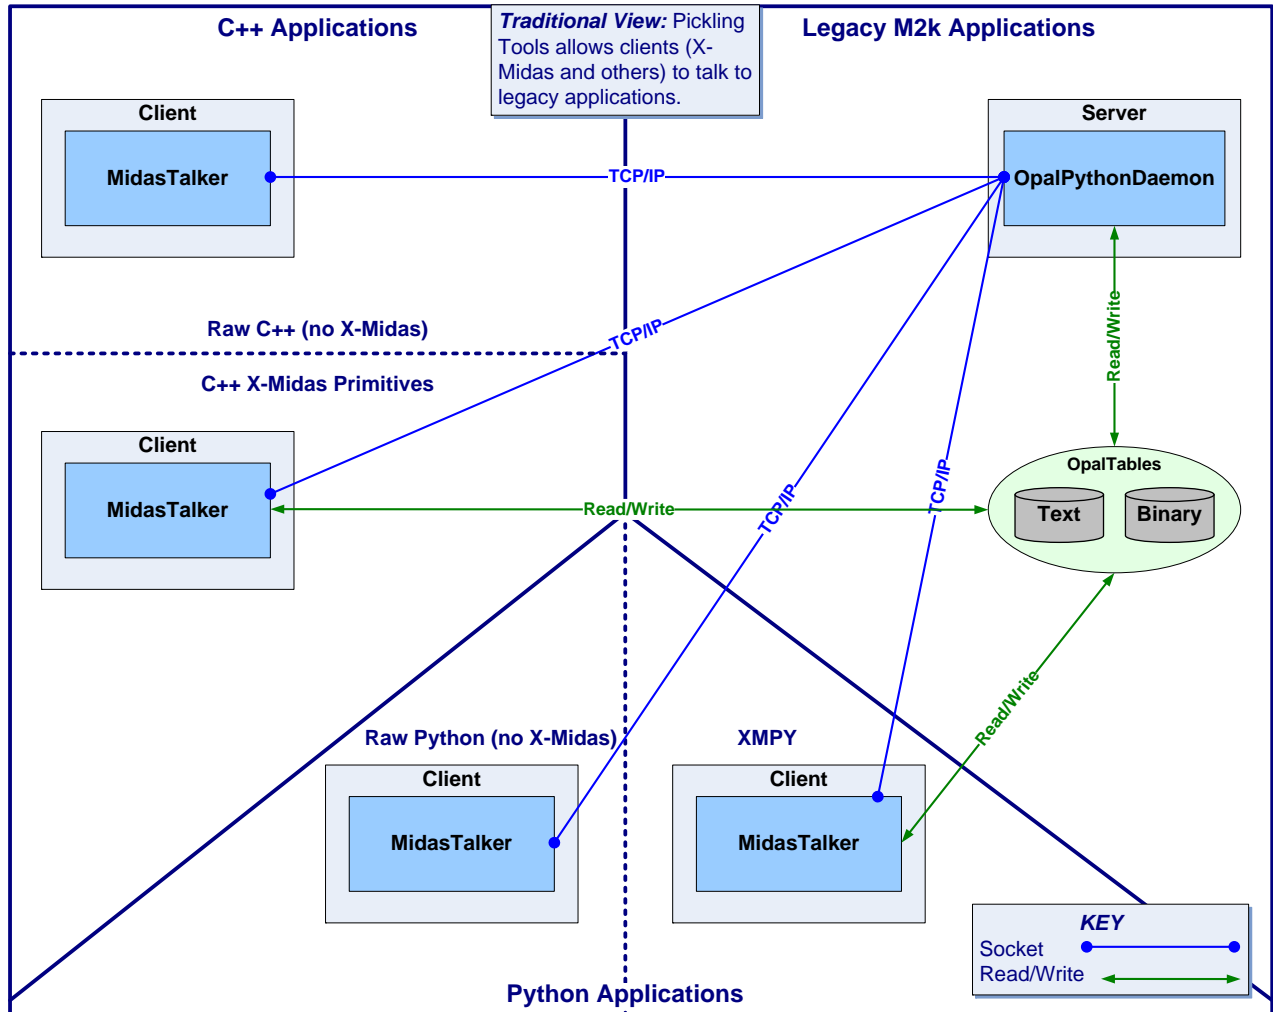 C++ Applications
Traditional View: Pickling
Tools allows clients (X-
Midas and others) to talk to
legacy applications.
Legacy M2k Applications
Client
MidasTalker
TCP/IP
Server
OpalPythonDaemon
Raw C++ (no X-Midas)
TCP/IP
Read/Write
C++ X-Midas Primitives
Client
MidasTalker
Read/Write
TCP/IP
TCP/IP
OpalTables
Text
Binary
Read/Write
Raw Python (no X-Midas)
XMPY
Client
MidasTalker
Client
MidasTalker
KEY
Socket
Read/Write
Python Applications